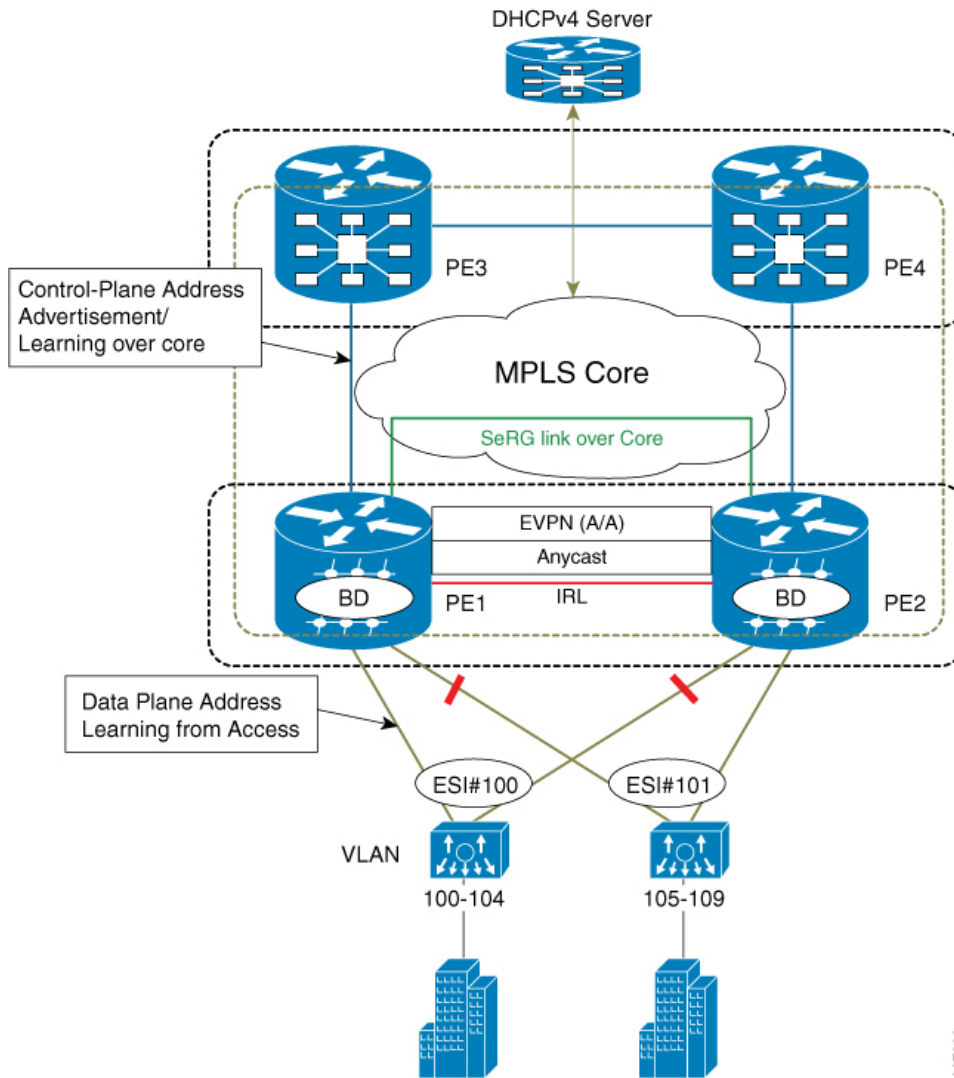 DHCPv4 Server
PE3
PE4
Control-Plane Address
Advertisement/
Learning over core
MPLS Core
SeRG link over Core
EVPN (A/A)
Anycast
IRL
BD
PE1
BD
PE2
Data Plane Address
Learning from Access
ESI#100
ESI#101
VLAN
100-104
105-109